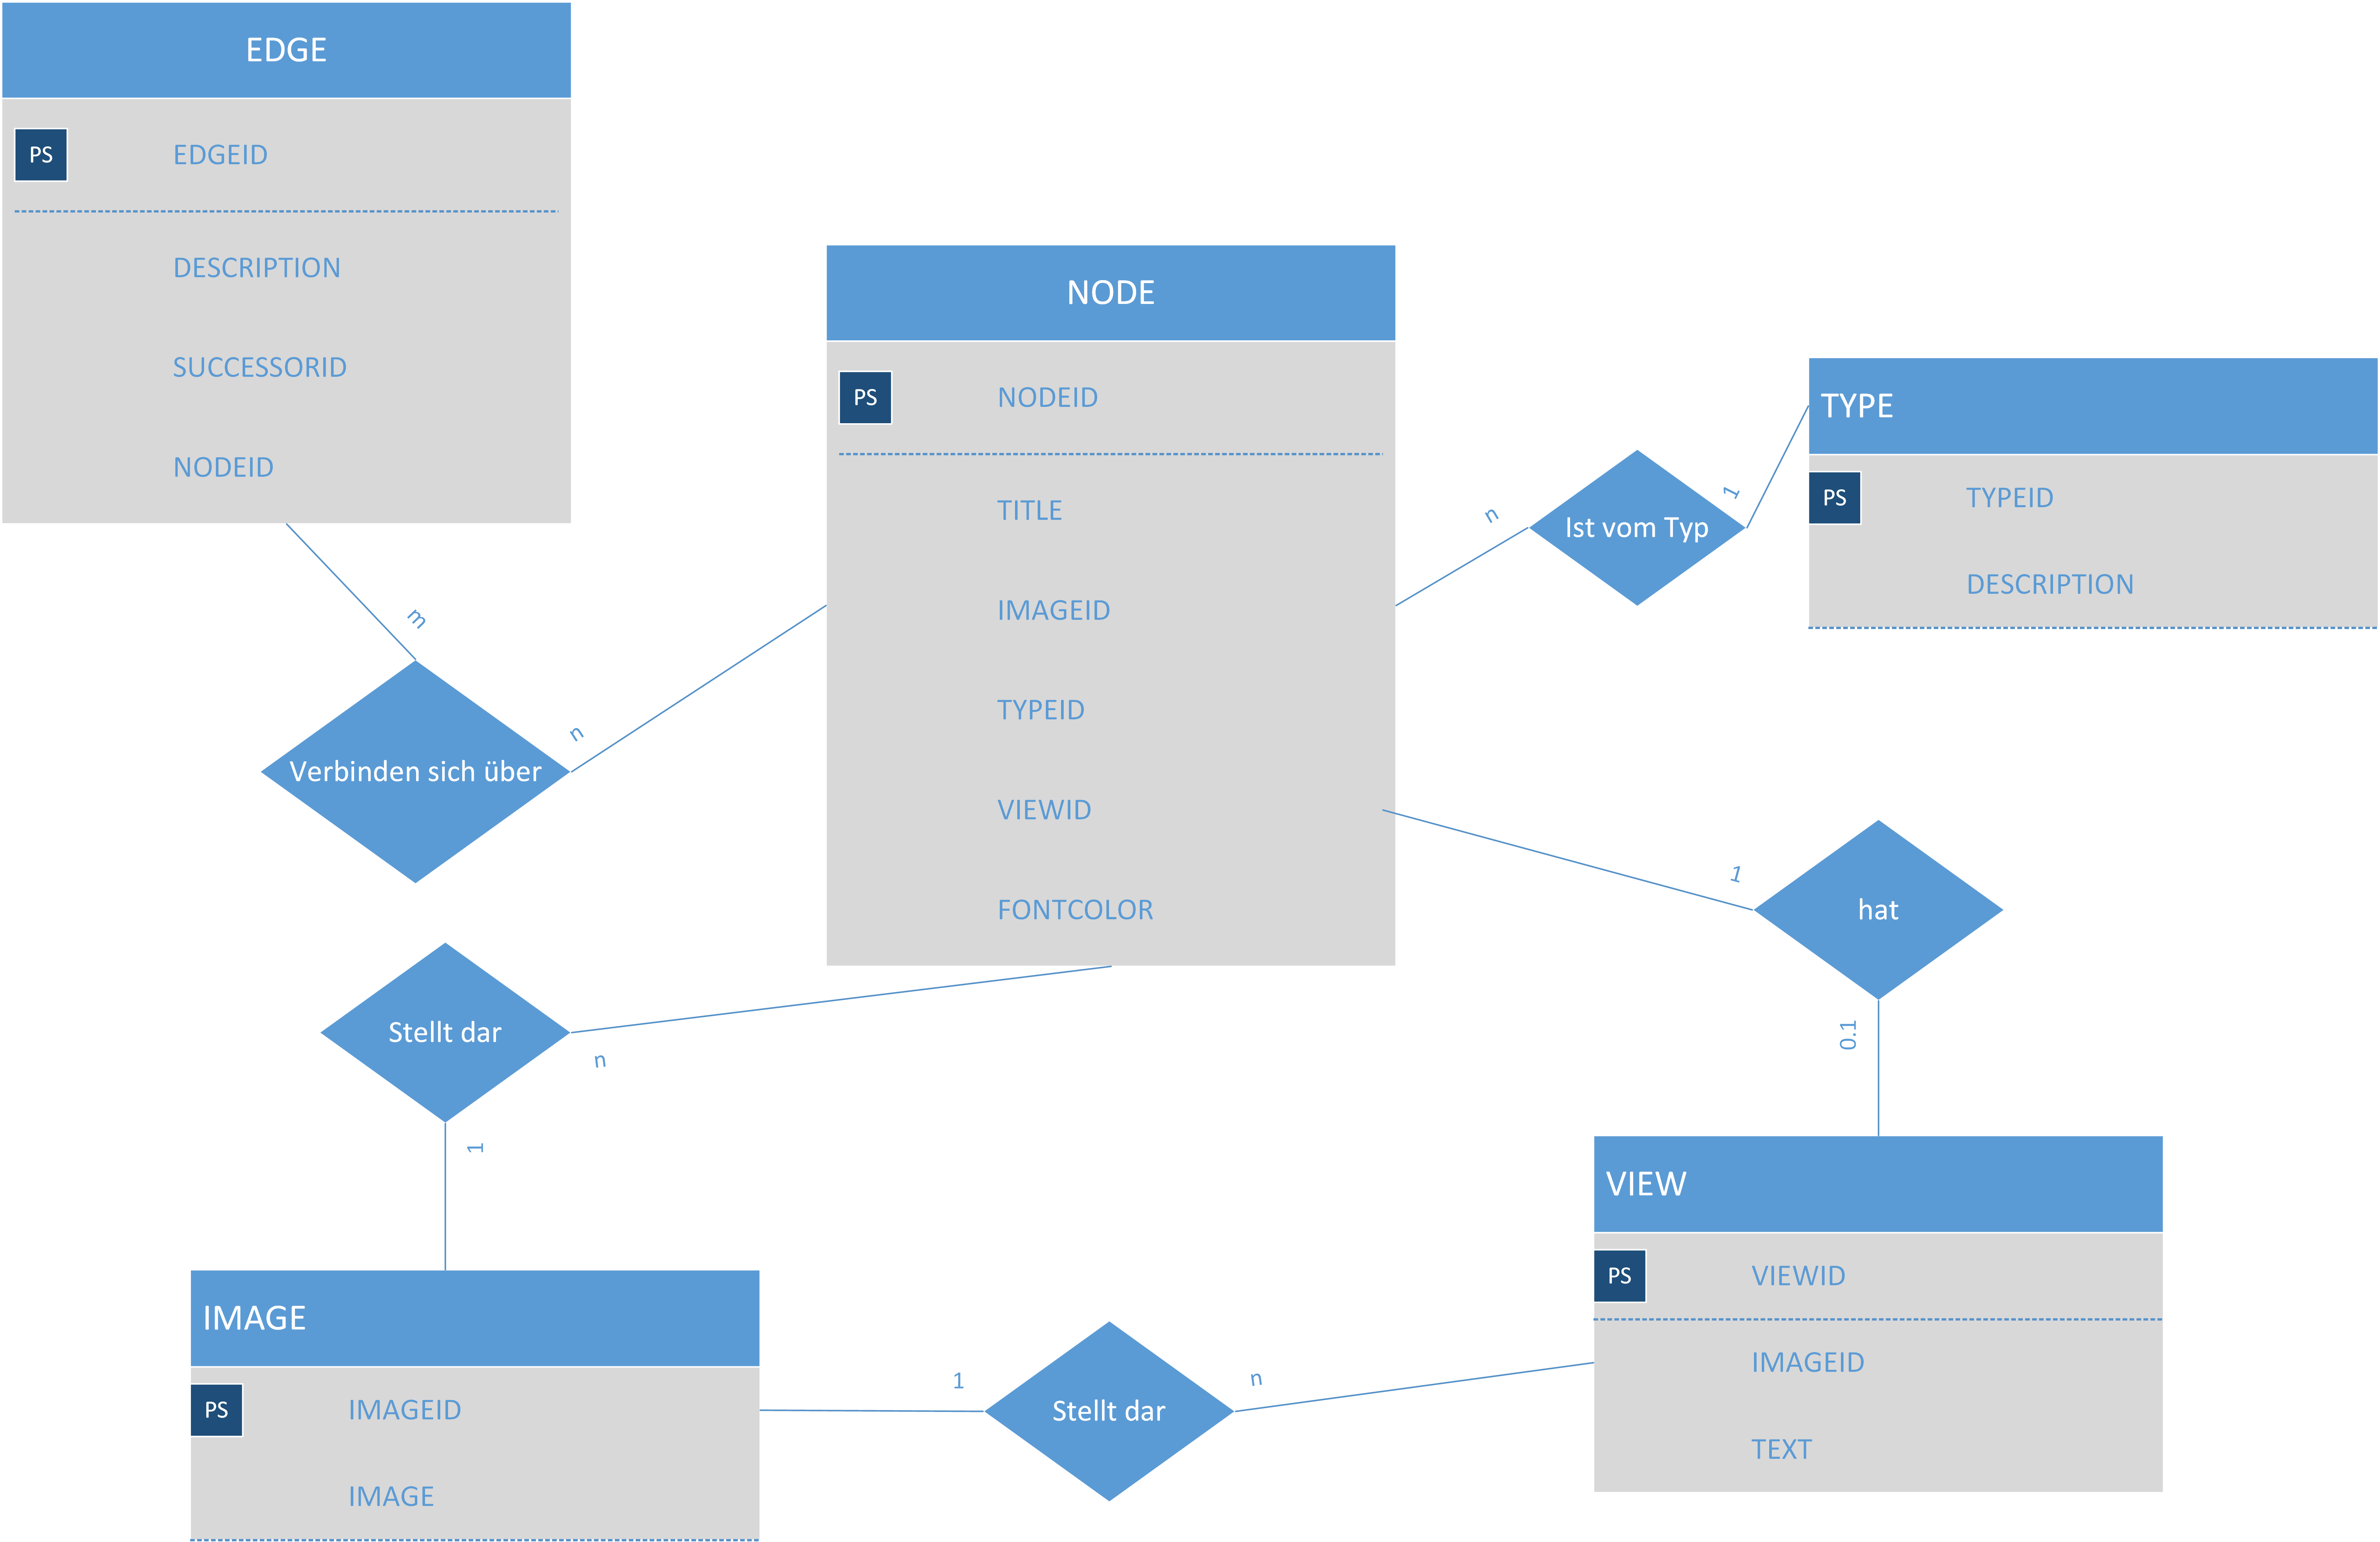 EDGE
PS
EDGEID
DESCRIPTION
SUCCESSORID
NODEID
NODE
PS
NODEID
TITLE
IMAGEID
TYPEID
VIEWID
FONTCOLOR
TYPE
PS
TYPEID
DESCRIPTION
n
Ist vom Typ
1
m
Verbinden sich über
n
1
hat
0.1
Stellt dar
n
1
VIEW
PS
VIEWID
IMAGEID
TEXT
IMAGE
PS
IMAGEID
IMAGE
1
Stellt dar
n